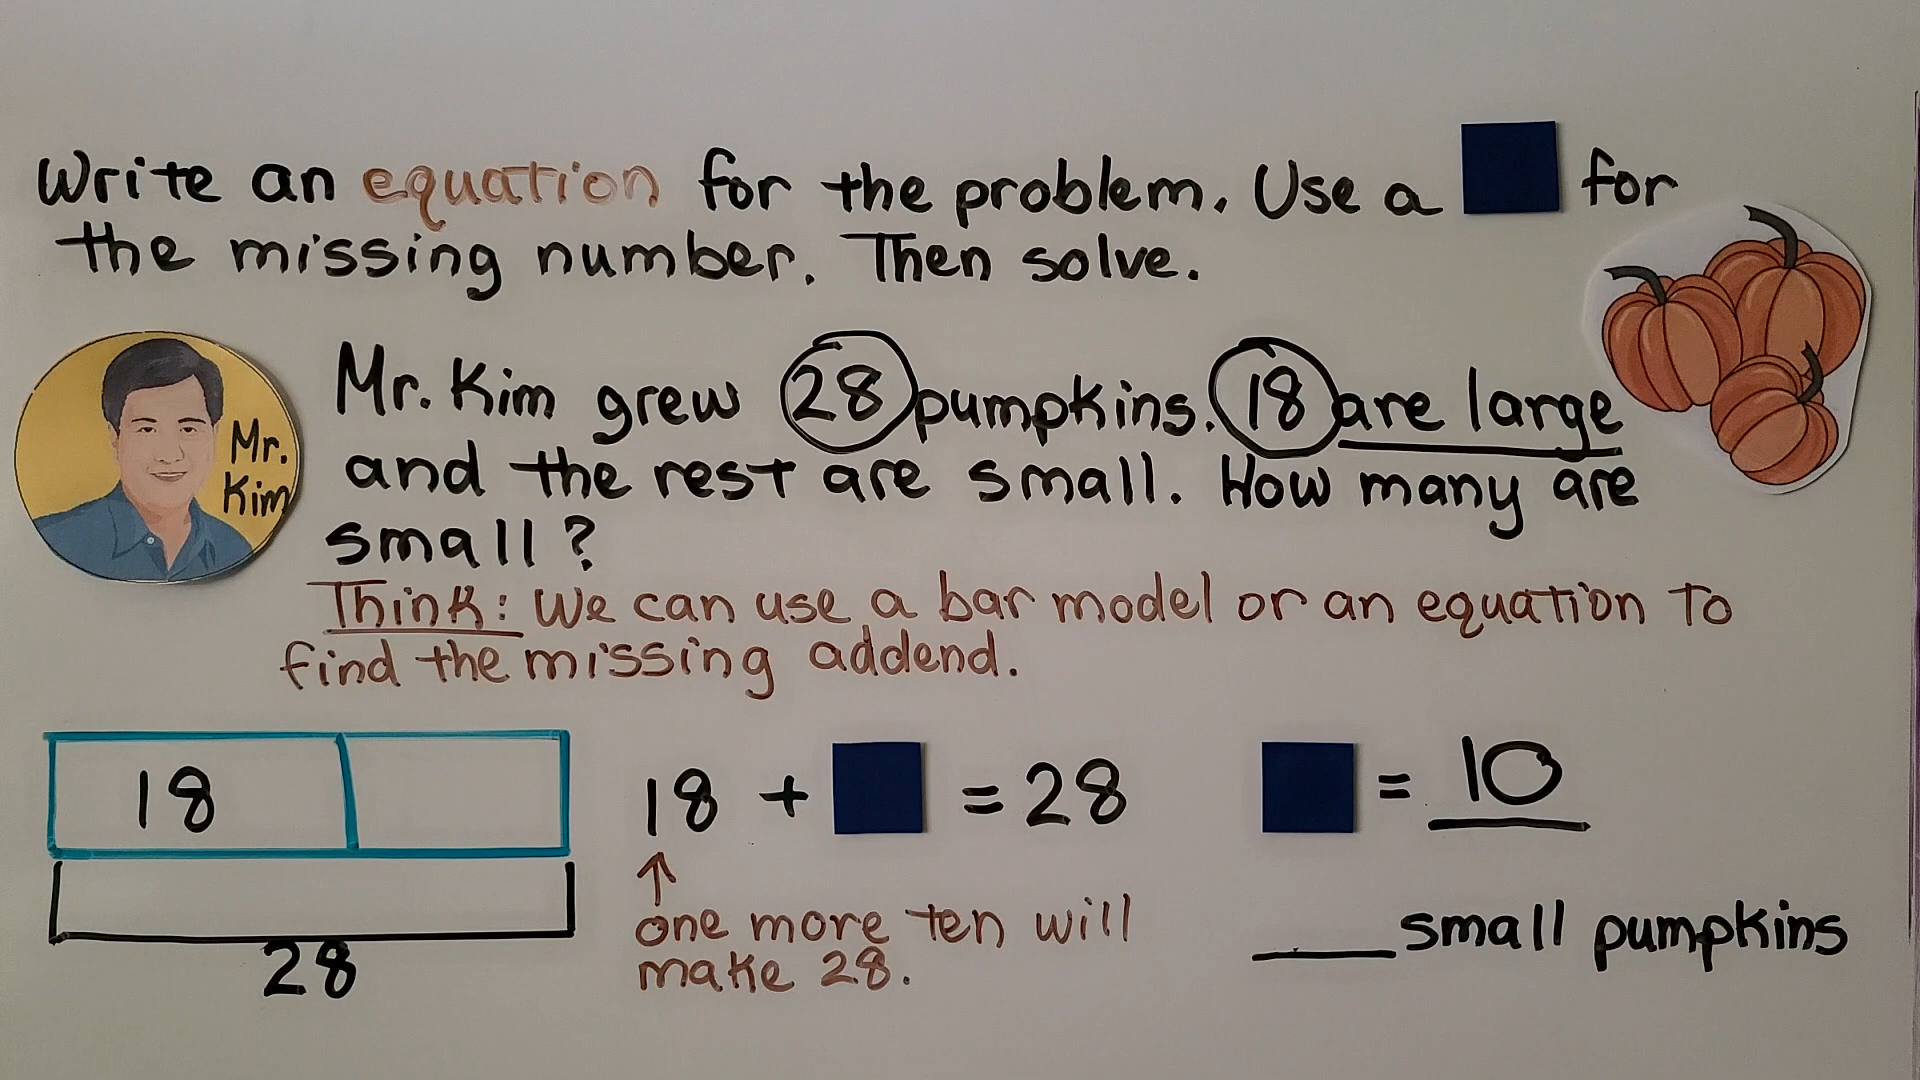 Write an equation for the problem. Use a for
the missing number. Then solve.
Mr. Kim
Mr. Kim grew 28 pumpkins. 18 are large
and the rest are small. How many are
small?
Think: We can use a bar model or an equation to
find the missing addend.
18
28
18 + = 28
one more ten will
make 28.
= 10
___ small pumpkins